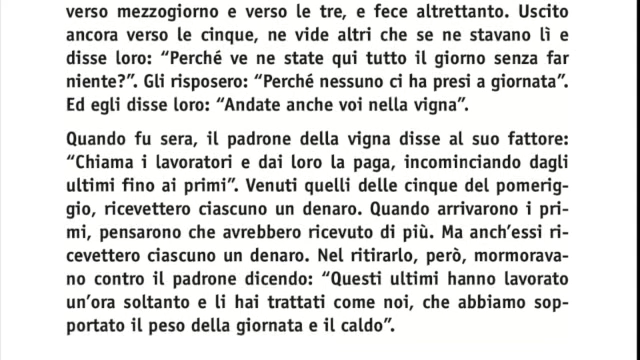 verso mezzogiorno e verso le tre, e fece altrettanto. Uscito
ancora verso le cinque, ne vide altri che se ne stavano lì e
disse loro: “Perché ve ne state qui tutto il giorno senza far
niente?”. Gli risposero: “Perché nessuno ci ha presi a giornata”.
Ed egli disse loro: “Andate anche voi nella vigna”.
Quando fu sera, il padrone della vigna disse al suo fattore:
“Chiama i lavoratori e dai loro la paga, incominciando dagli
ultimi fino ai primi”. Venuti quelli delle cinque del pomerig-
gio, ricevettero ciascuno un denaro. Quando arrivarono i pri-
mi, pensarono che avrebbero ricevuto di più. Ma anch’essi ri-
cevettero ciascuno un denaro. Nel ritirarlo, però, mormorava-
no contro il padrone dicendo: “Questi ultimi hanno lavorato
un’ora soltanto e li hai trattati come noi, che abbiamo sop-
portato il peso della giornata e il caldo”.